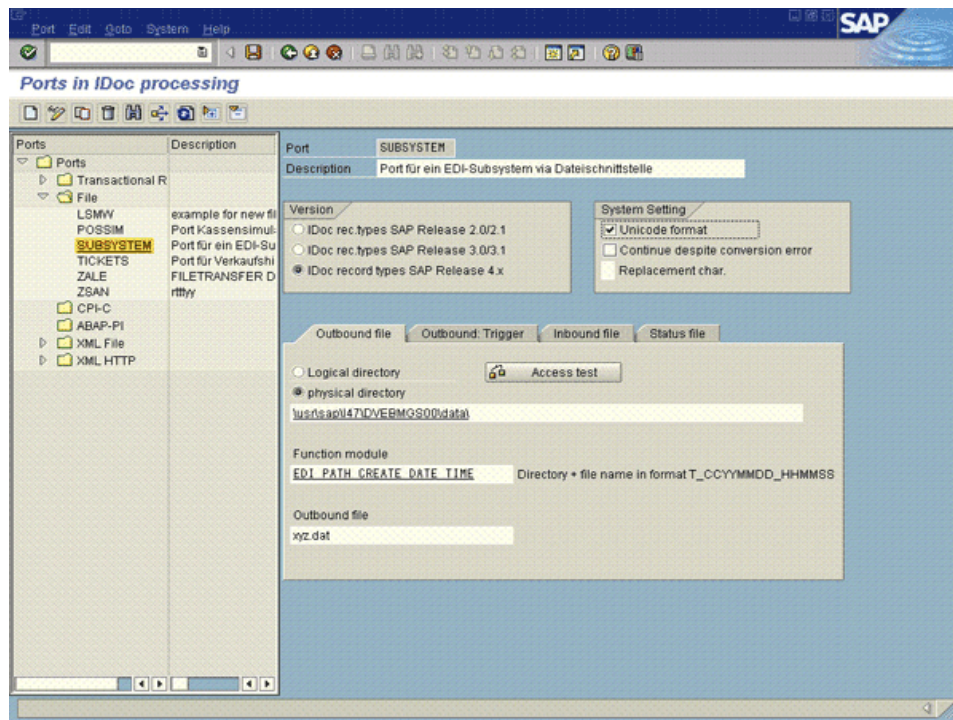 Port Edit Goto System Help
SAP
Ports in IDoc processing
Ports Description
Ports
Transactional R
File
LSMW example for new fil
POSSIM Port Kassensimul
SUBSYSTEM Port für ein EDI-Su
TICKETS Port für Verkaufshi
ZALE FILETRANSFER D
ZSAN rtttyy
CPI-C
ABAP-PI
XML File
XML HTTP
Port SUBSYSTEM
Description Port für ein EDI-Subsystem via Dateischnittstelle
Version
IDoc rec.types SAP Release 2.0/2.1
IDoc rec.types SAP Release 3.0/3.1
IDoc record types SAP Release 4.x
System Setting
Unicode format
Continue despite conversion error
Replacement char.
Outbound file Outbound: Trigger Inbound file Status file
Logical directory Access test
physical directory
\usr\sap\I47\DVEBMGS00\data\
Function module
EDI_PATH_CREATE_DATE_TIME Directory + file name in format T_CCYYMMDD_HHMMSS
Outbound file
xyz.dat